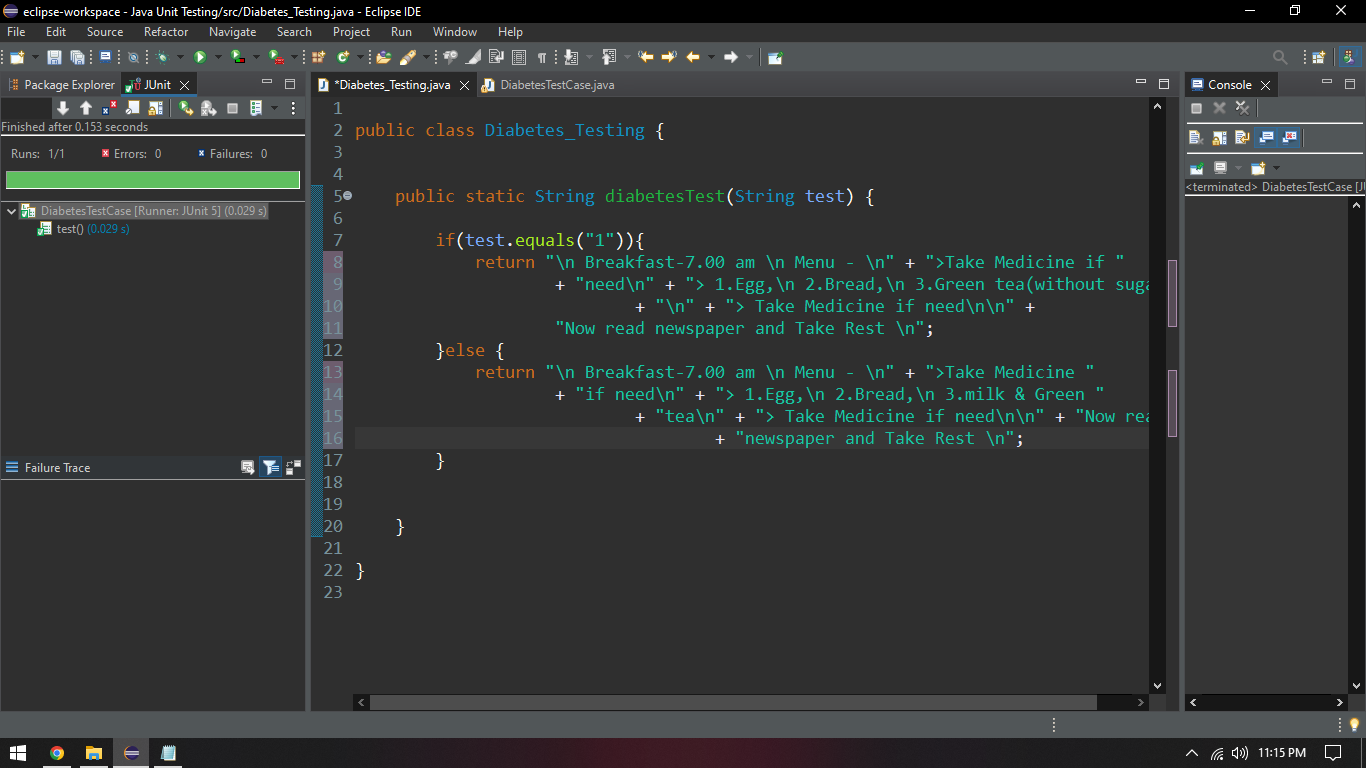 eclipse-workspace - Java Unit Testing/src/Diabetes_Testing.java - Eclipse IDE
File Edit Source Refactor Navigate Search Project Run Window Help
Package Explorer JUnit
Finished after 0.153 seconds
Runs: 1/1 Errors: 0 Failures: 0
DiabetesTestCase [Runner: JUnit 5] (0.029 s)
test() (0.029 s)
Failure Trace
*Diabetes_Testing.java DiabetesTestCase.java
1
2 public class Diabetes_Testing {
3
4
5 public static String diabetesTest(String test) {
6
7 if(test.equals("1")){
8 return "\n Breakfast-7.00 am \n Menu - \n" + ">Take Medicine if "
9 + "need\n" + "> 1.Egg,\n 2.Bread,\n 3.Green tea(without suga
10 + "\n" + "> Take Medicine if need\n\n" +
11 "Now read newspaper and Take Rest \n";
12 }else {
13 return "\n Breakfast-7.00 am \n Menu - \n" + ">Take Medicine "
14 + "if need\n" + "> 1.Egg,\n 2.Bread,\n 3.milk & Green "
15 + "tea\n" + "> Take Medicine if need\n\n" + "Now rea
16 + "newspaper and Take Rest \n";
17 }
18
19
20 }
21
22 }
23
Console
<terminated> DiabetesTestCase [JU
11:15 PM